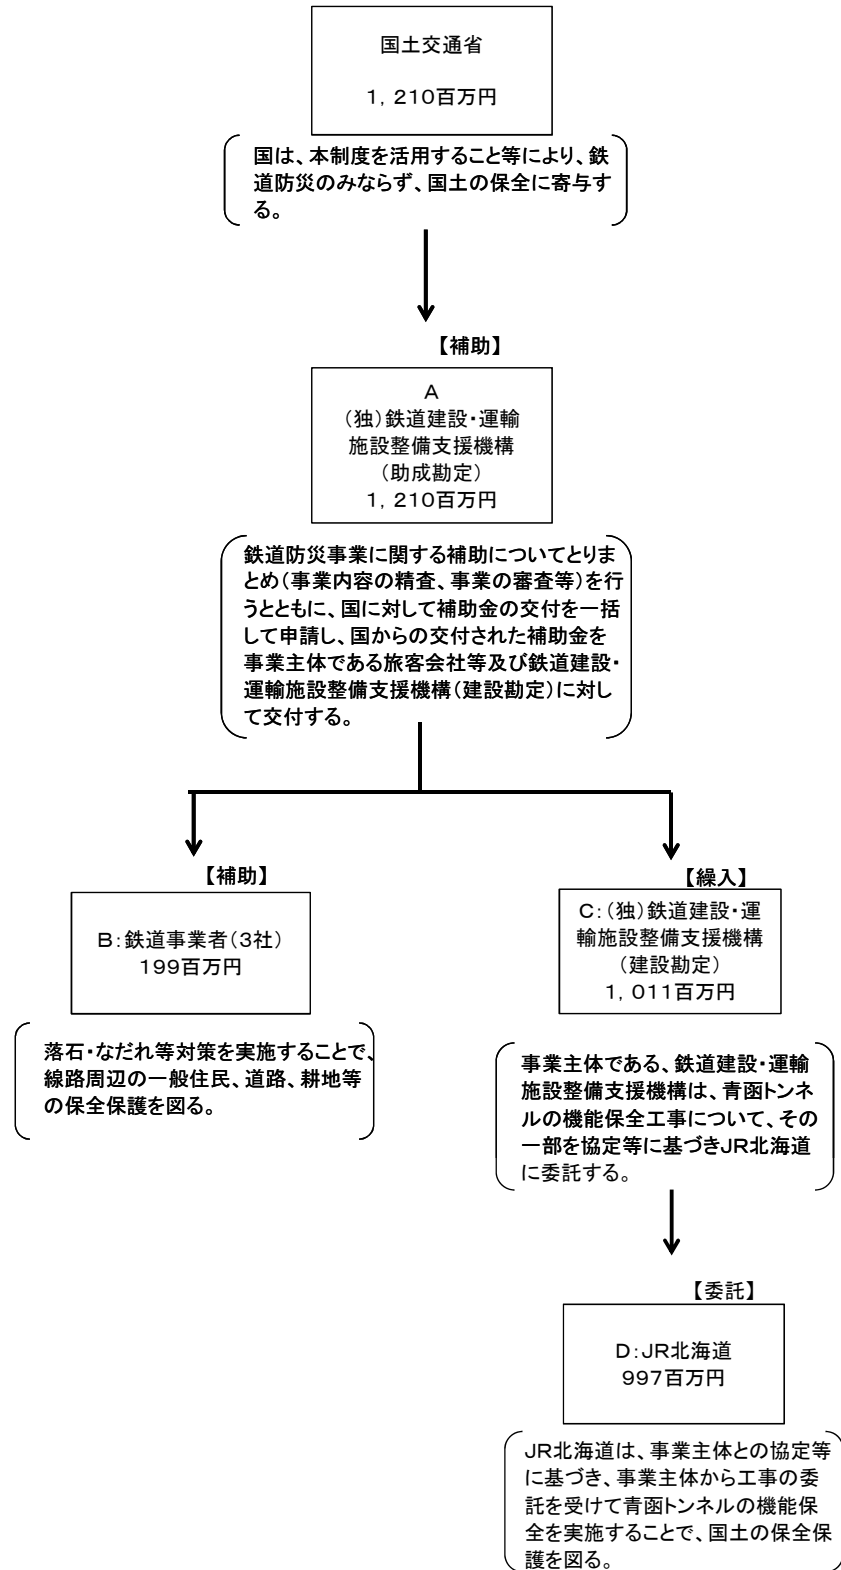 国土交通省
1,210百万円
国は、本制度を活用すること等により、鉄
道防災のみならず、国土の保全に寄与す
る。
【補助】
A
(独)鉄道建設・運輸
施設整備支援機構
(助成勘定)
1,210百万円
鉄道防災事業に関する補助についてとりま
とめ(事業内容の精査、事業の審査等)を行
うとともに、国に対して補助金の交付を一括
して申請し、国からの交付された補助金を
事業主体である旅客会社等及び鉄道建設・
運輸施設整備支援機構(建設勘定)に対し
て交付する。
【補助】
B:鉄道事業者(3社)
199百万円
落石・なだれ等対策を実施することで、
線路周辺の一般住民、道路、耕地等
の保全保護を図る。
【繰入】
C:(独)鉄道建設・運
輸施設整備支援機構
(建設勘定)
1,011百万円
事業主体である、鉄道建設・運輸
施設整備支援機構は、青函トンネ
ルの機能保全工事について、その
一部を協定等に基づきJR北海道
に委託する。
【委託】
D:JR北海道
997百万円
JR北海道は、事業主体との協定等
に基づき、事業主体から工事の委
託を受けて青函トンネルの機能保
全を実施することで、国土の保全保
護を図る。